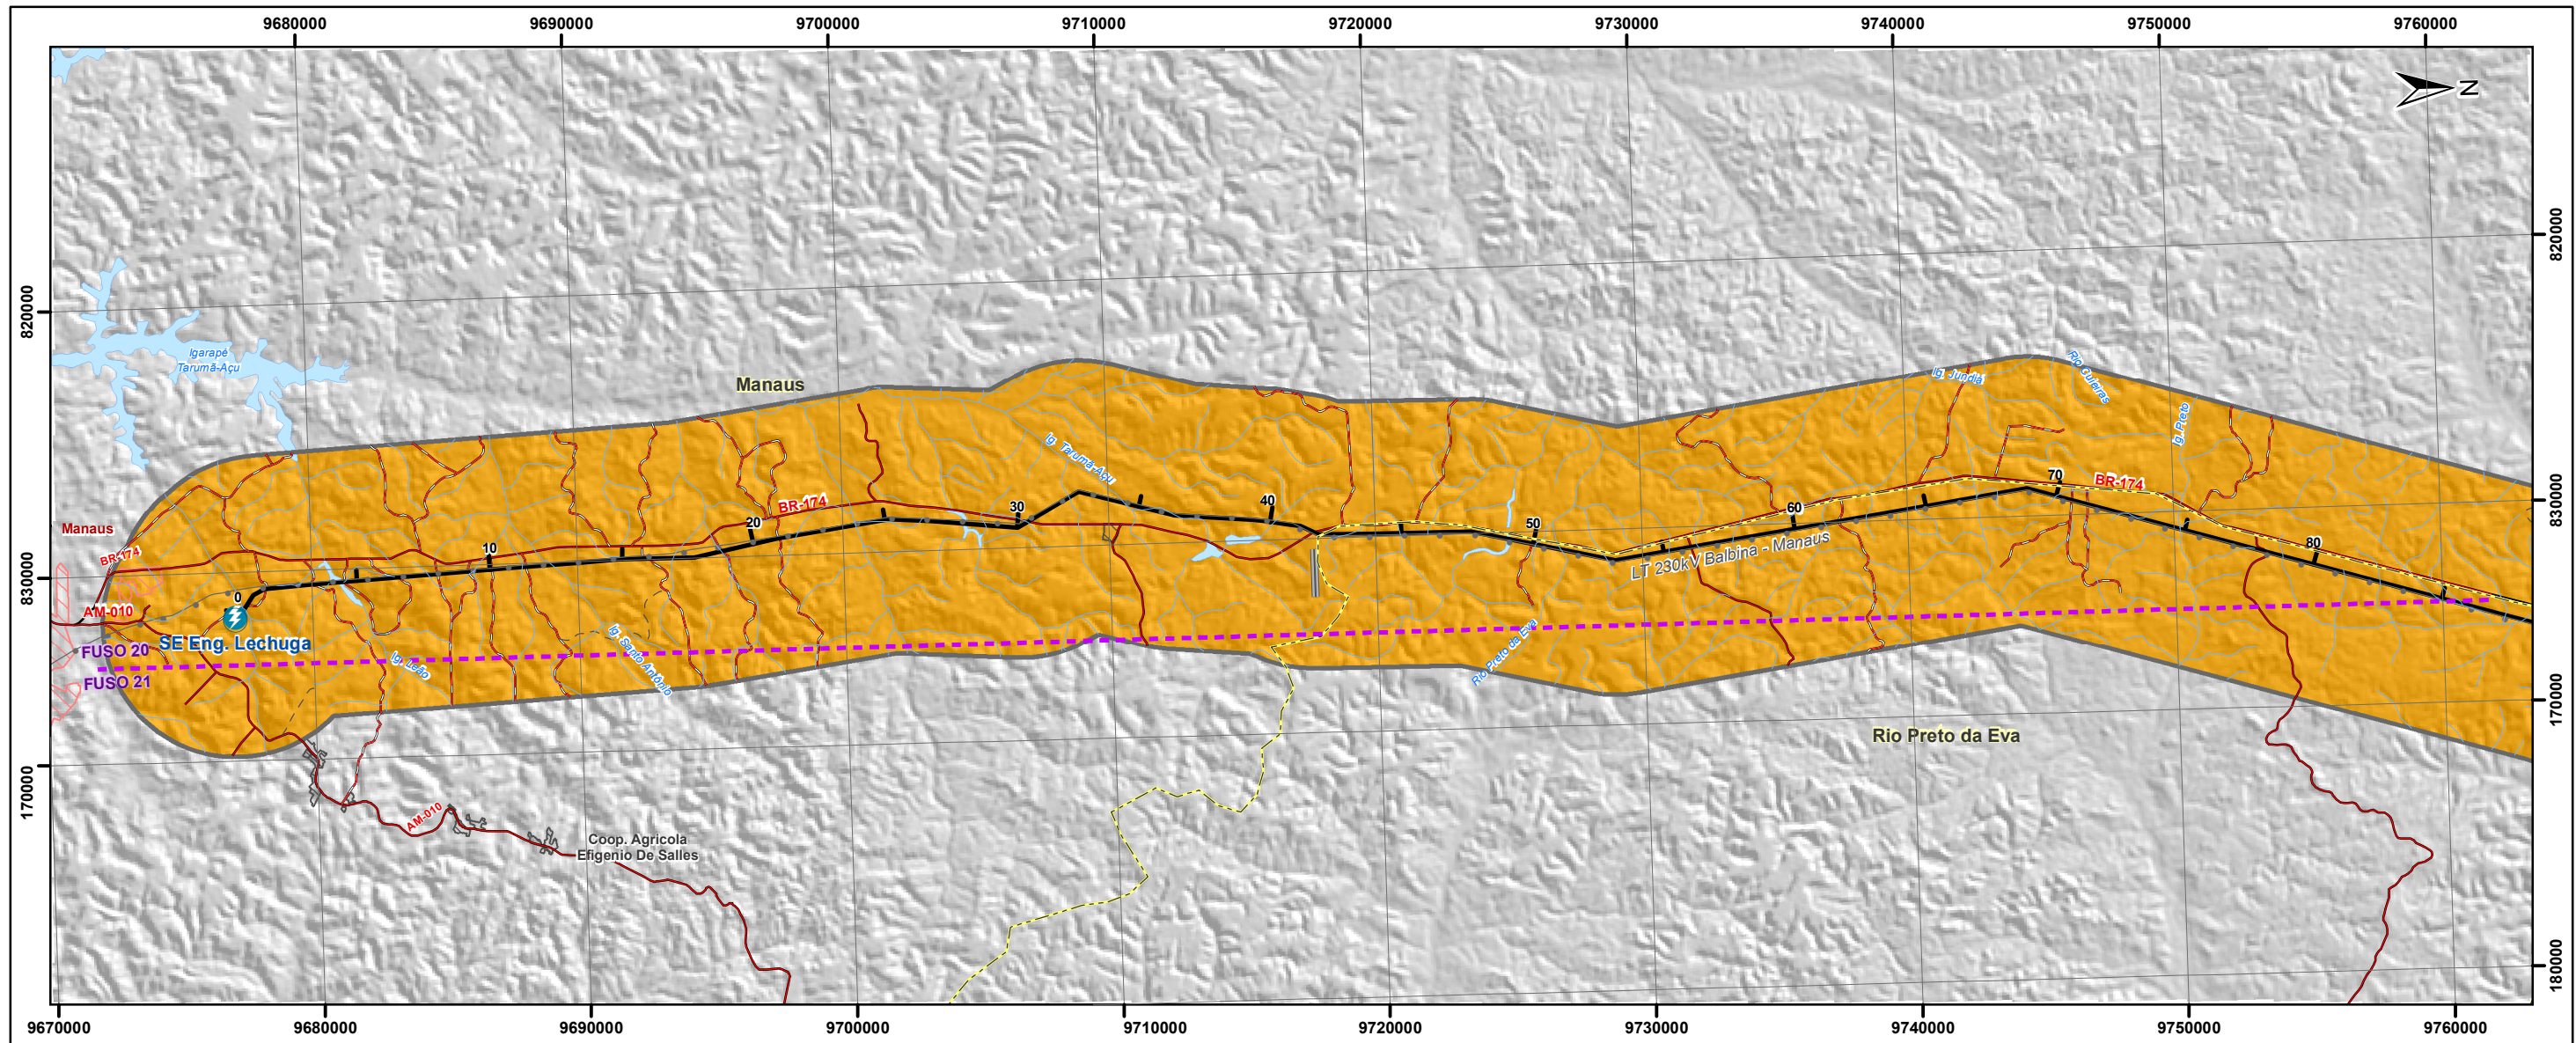 9680000 9690000 9700000 9710000 9720000 9730000 9740000 9750000 9760000
N
820000
820000
Igarapé
Tarumã-Açu
Manaus
Ig. Jundiá
Rio Cuieiras
Ig. Preto
Ig. Tarumã-Açu
BR-174
BR-174
830000
830000
Manaus
BR-174
0
10
20
30
40
50
60
70
80
LT 230kV Balbina - Manaus
AM-010
SE Eng. Lechuga
FUSO 20
FUSO 21
Ig. Leão
Ig. Santo Antônio
Rio Preto da Eva
Rio Preto da Eva
170000
170000
AM-010
Coop. Agricola
Efigenio De Salles
180000
9670000 9680000 9690000 9700000 9710000 9720000 9730000 9740000 9750000 9760000